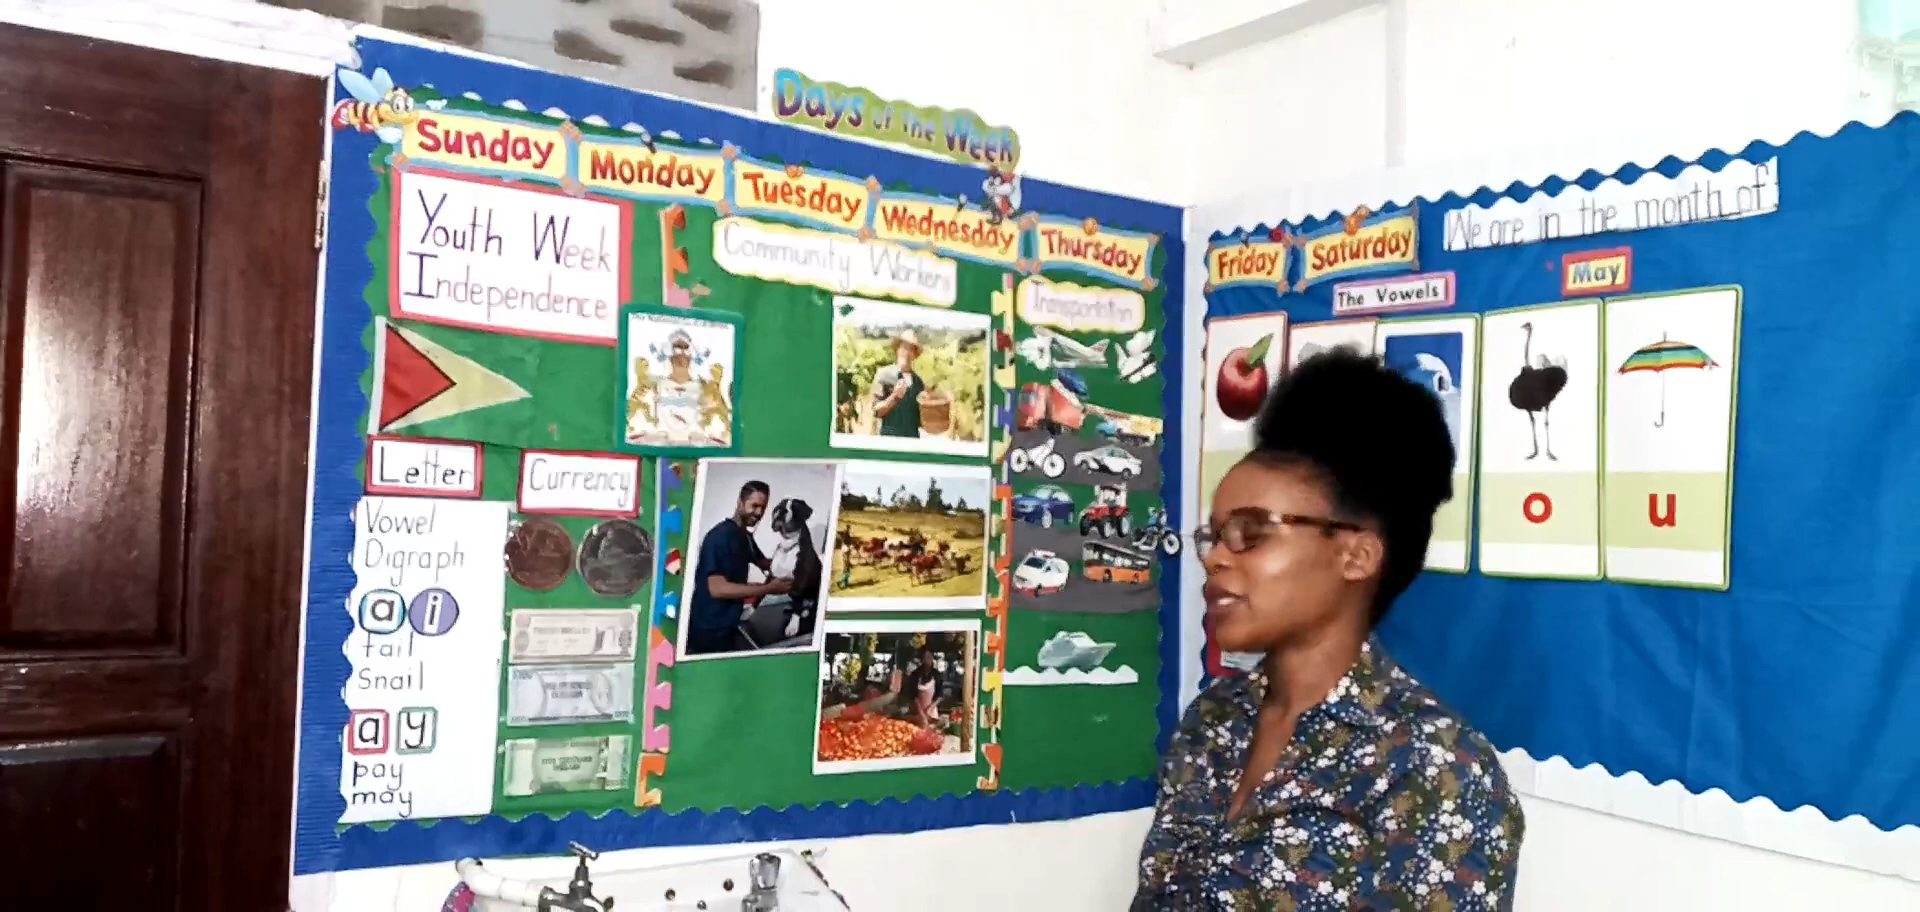 Days of the Week
Sunday
Monday
Tuesday
Wednesday
Thursday
Friday
Saturday
Youth Week
Independence
Community Workers
Transportation
We are in the month of
May
The Vowels
o
u
Letter
Currency
Vowel
Digraph
a i
tail
Snail
a y
pay
may